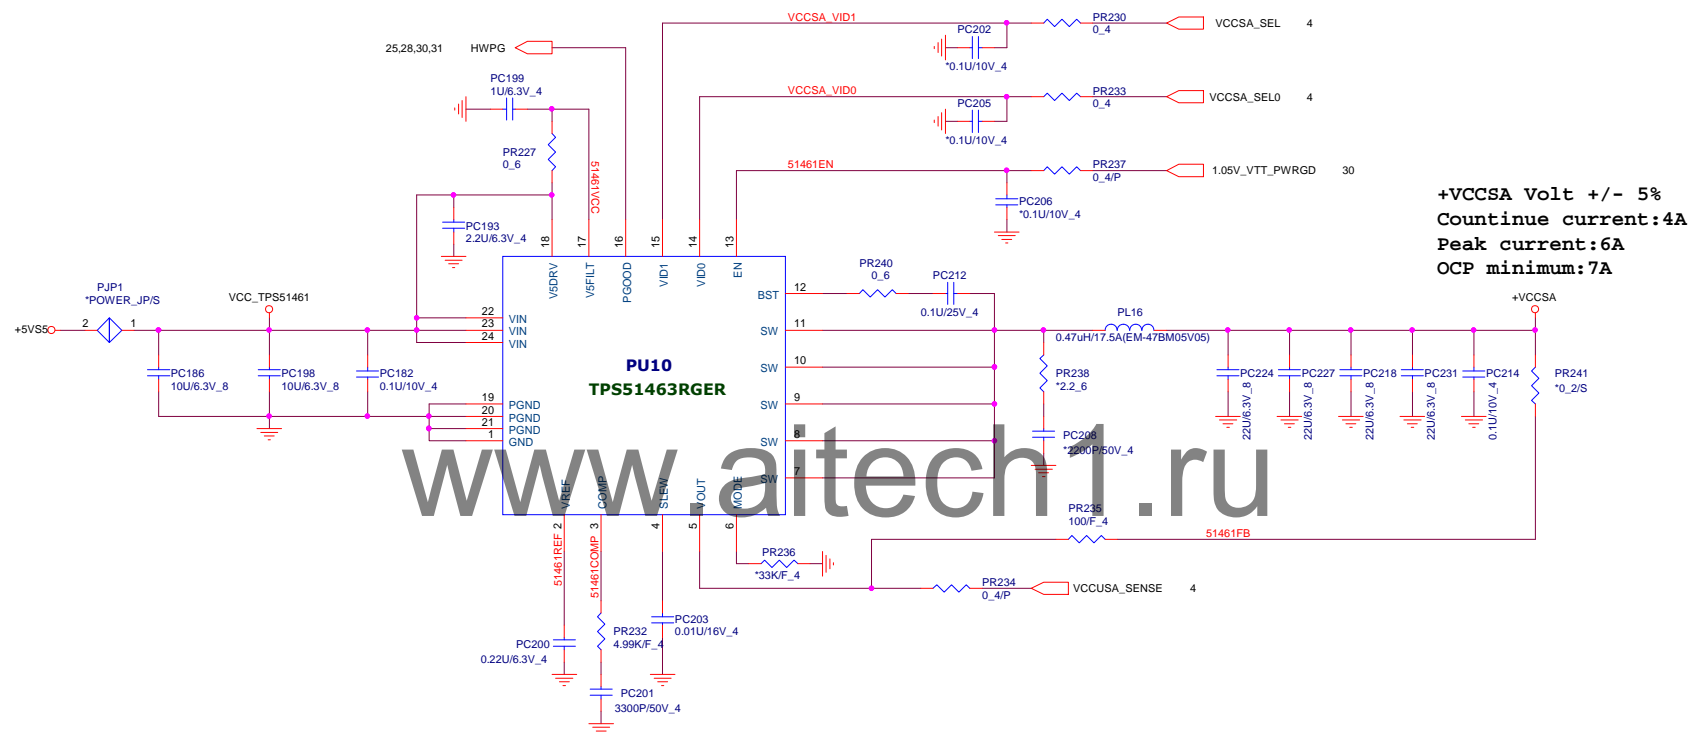 VCCSA_VID1
PR230
0_4
VCCSA_SEL 4
PC202
*0.1U/10V_4
25,28,30,31 HWPG
PC199
1U/6.3V_4
VCCSA_VID0
PR233
0_4
VCCSA_SEL0 4
PC205
*0.1U/10V_4
PR227
0_6
51461VCC
51461EN
PR237
0_4/P
1.05V_VTT_PWRGD 30
PC206
*0.1U/10V_4
+VCCSA Volt +/- 5%
Countinue current:4A
Peak current:6A
OCP minimum:7A
PC193
2.2U/6.3V_4
18
17
16
15
14
13
V5DRV
V5FILT
PGOOD
VID1
VID0
EN
PR240
0_6
PC212
0.1U/25V_4
PJP1
*POWER_JP/S
VCC_TPS51461
+5VS5
2
1
22
23
24
VIN
VIN
VIN
BST
12
SW
11
SW
10
SW
9
SW
8
SW
7
PL16
0.47uH/17.5A(EM-47BM05V05)
+VCCSA
PU10
TPS51463RGER
PC186
10U/6.3V_8
PC198
10U/6.3V_8
PC182
0.1U/10V_4
PR238
*2.2_6
PC208
*2200P/50V_4
PC224
22U/6.3V_8
PC227
22U/6.3V_8
PC218
22U/6.3V_8
PC231
22U/6.3V_8
PC214
0.1U/10V_4
PR241
*0_2/S
19
20
21
1
PGND
PGND
PGND
GND
www.aitech1.ru
VREF
COMP
SLEW
VOUT
MODE
2
3
4
5
6
51461REF
51461COMP
PR235
100/F_4
51461FB
PR236
*33K/F_4
PR234
0_4/P
VCCUSA_SENSE 4
PC203
0.01U/16V_4
PR232
4.99K/F_4
PC200
0.22U/6.3V_4
PC201
3300P/50V_4